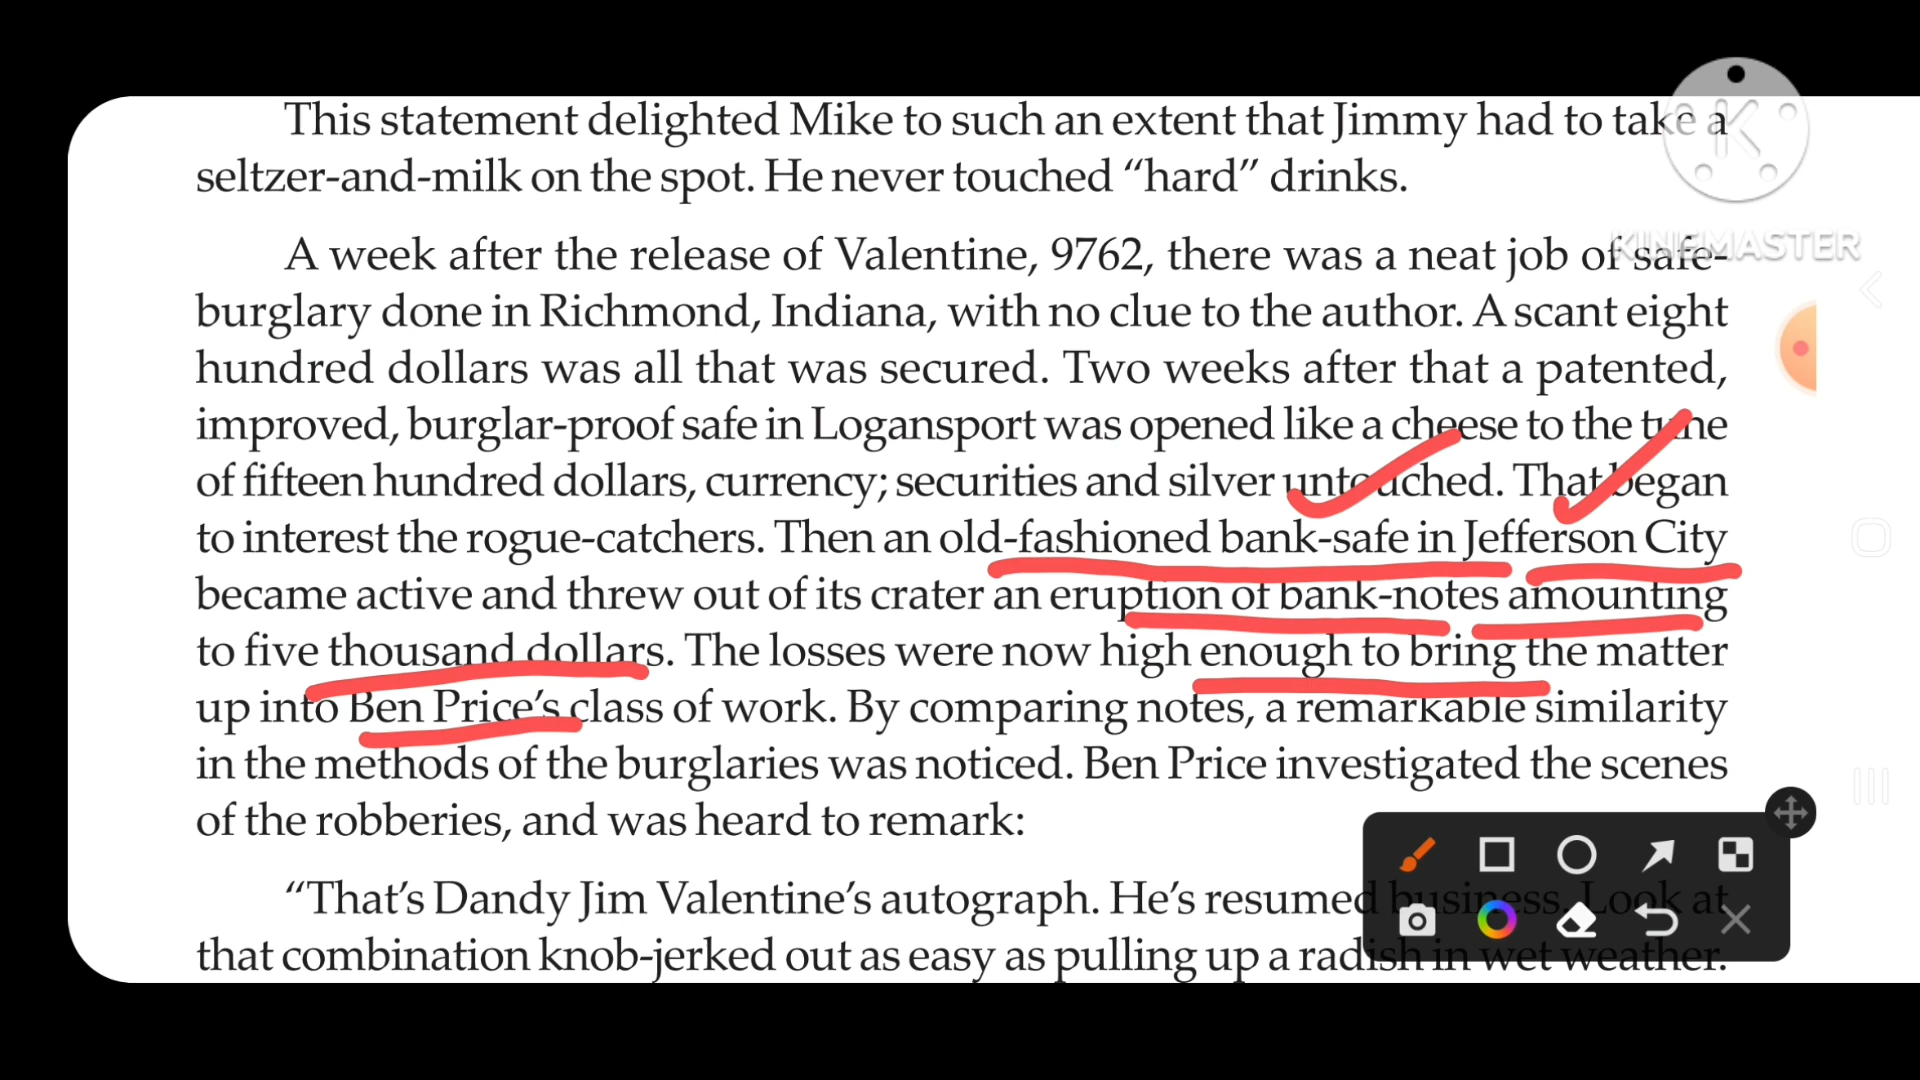 This statement delighted Mike to such an extent that Jimmy had to take a
seltzer-and-milk on the spot. He never touched “hard” drinks.
A week after the release of Valentine, 9762, there was a neat job of safe-
KINEMASTER
burglary done in Richmond, Indiana, with no clue to the author. A scant eight
hundred dollars was all that was secured. Two weeks after that a patented,
improved, burglar-proof safe in Logansport was opened like a cheese to the tune
of fifteen hundred dollars, currency; securities and silver untouched. That began
to interest the rogue-catchers. Then an old-fashioned bank-safe in Jefferson City
became active and threw out of its crater an eruption of bank-notes amounting
to five thousand dollars. The losses were now high enough to bring the matter
up into Ben Price’s class of work. By comparing notes, a remarkable similarity
in the methods of the burglaries was noticed. Ben Price investigated the scenes
of the robberies, and was heard to remark:
“That’s Dandy Jim Valentine’s autograph. He’s resumed business. Look at
that combination knob-jerked out as easy as pulling up a radish in wet weather.